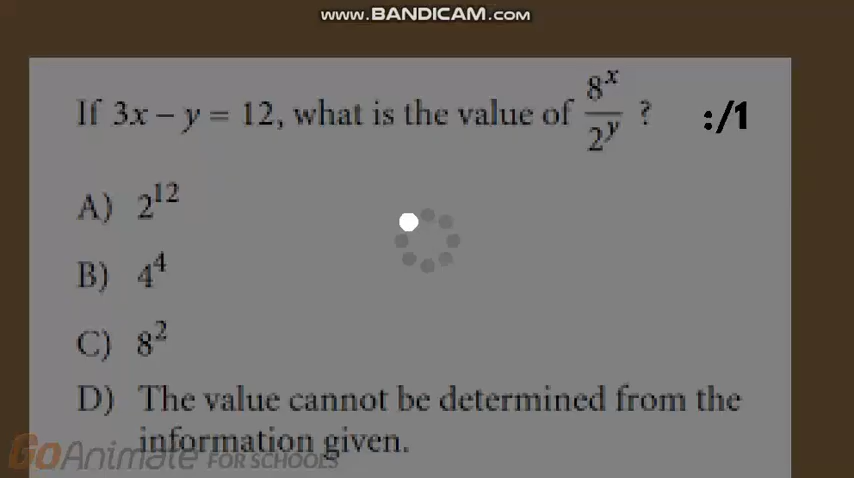 www.BANDICAM.com
If 3x − y = 12, what is the value of 8^x/2^y ? :/1
A) 2^12
B) 4^4
C) 8^2
D) The value cannot be determined from the
information given.
GoAnimate FOR SCHOOLS